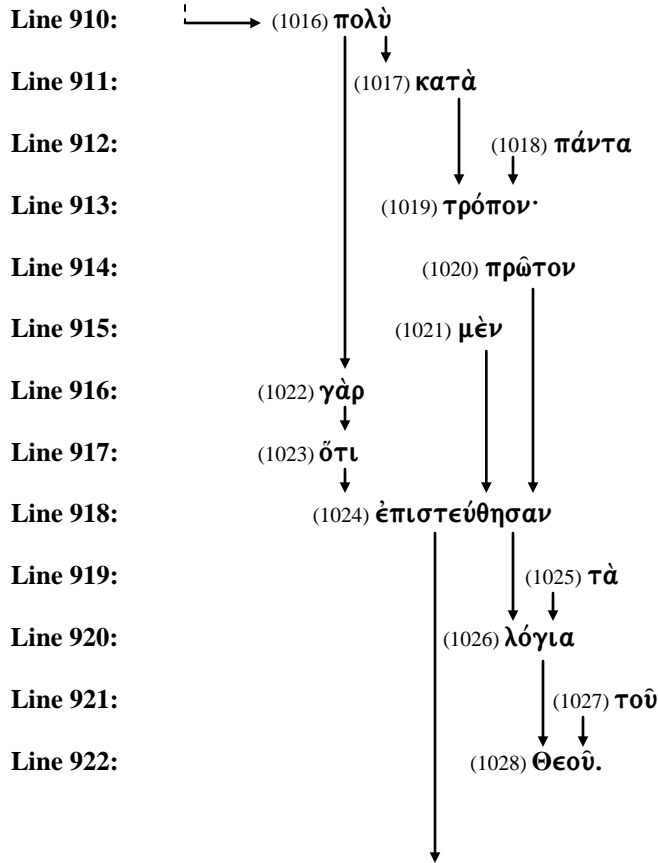 Line 910: (1016) πολὺ
Line 911: (1017) κατὰ
Line 912: (1018) πάντα
Line 913: (1019) τρόπον·
Line 914: (1020) πρῶτον
Line 915: (1021) μὲν
Line 916: (1022) γὰρ
Line 917: (1023) ὅτι
Line 918: (1024) ἐπιστεύθησαν
Line 919: (1025) τὰ
Line 920: (1026) λόγια
Line 921: (1027) τοῦ
Line 922: (1028) Θεοῦ.